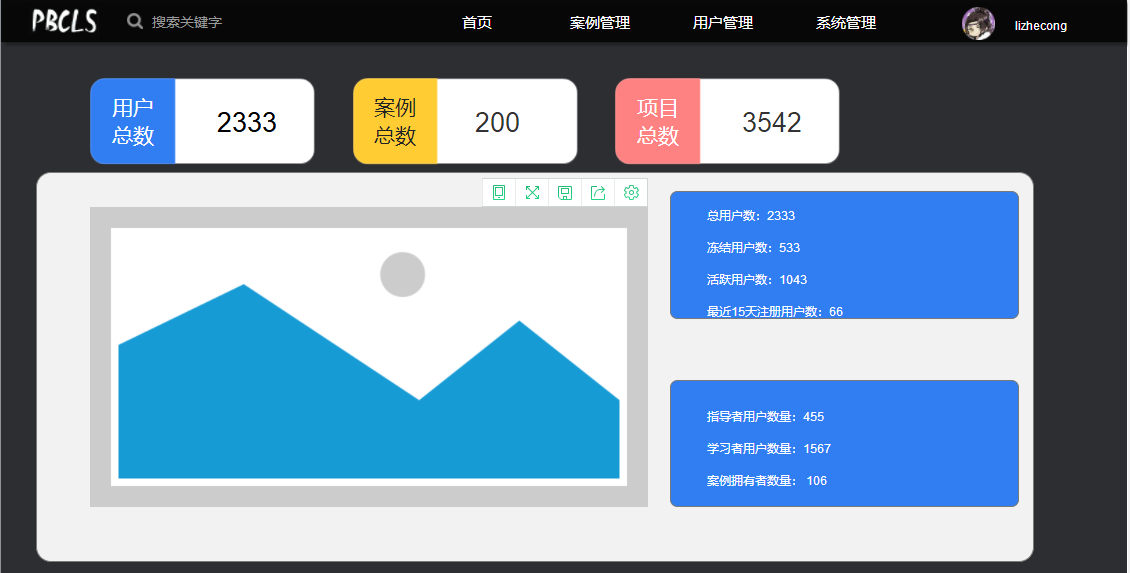 PBCLS 搜索关键字 首页 案例管理 用户管理 系统管理 lizhecong
用户
总数
2333
案例
总数
200
项目
总数
3542
总用户数：2333
冻结用户数：533
活跃用户数：1043
最近15天注册用户数：66
指导者用户数量：455
学习者用户数量：1567
案例拥有者数量： 106